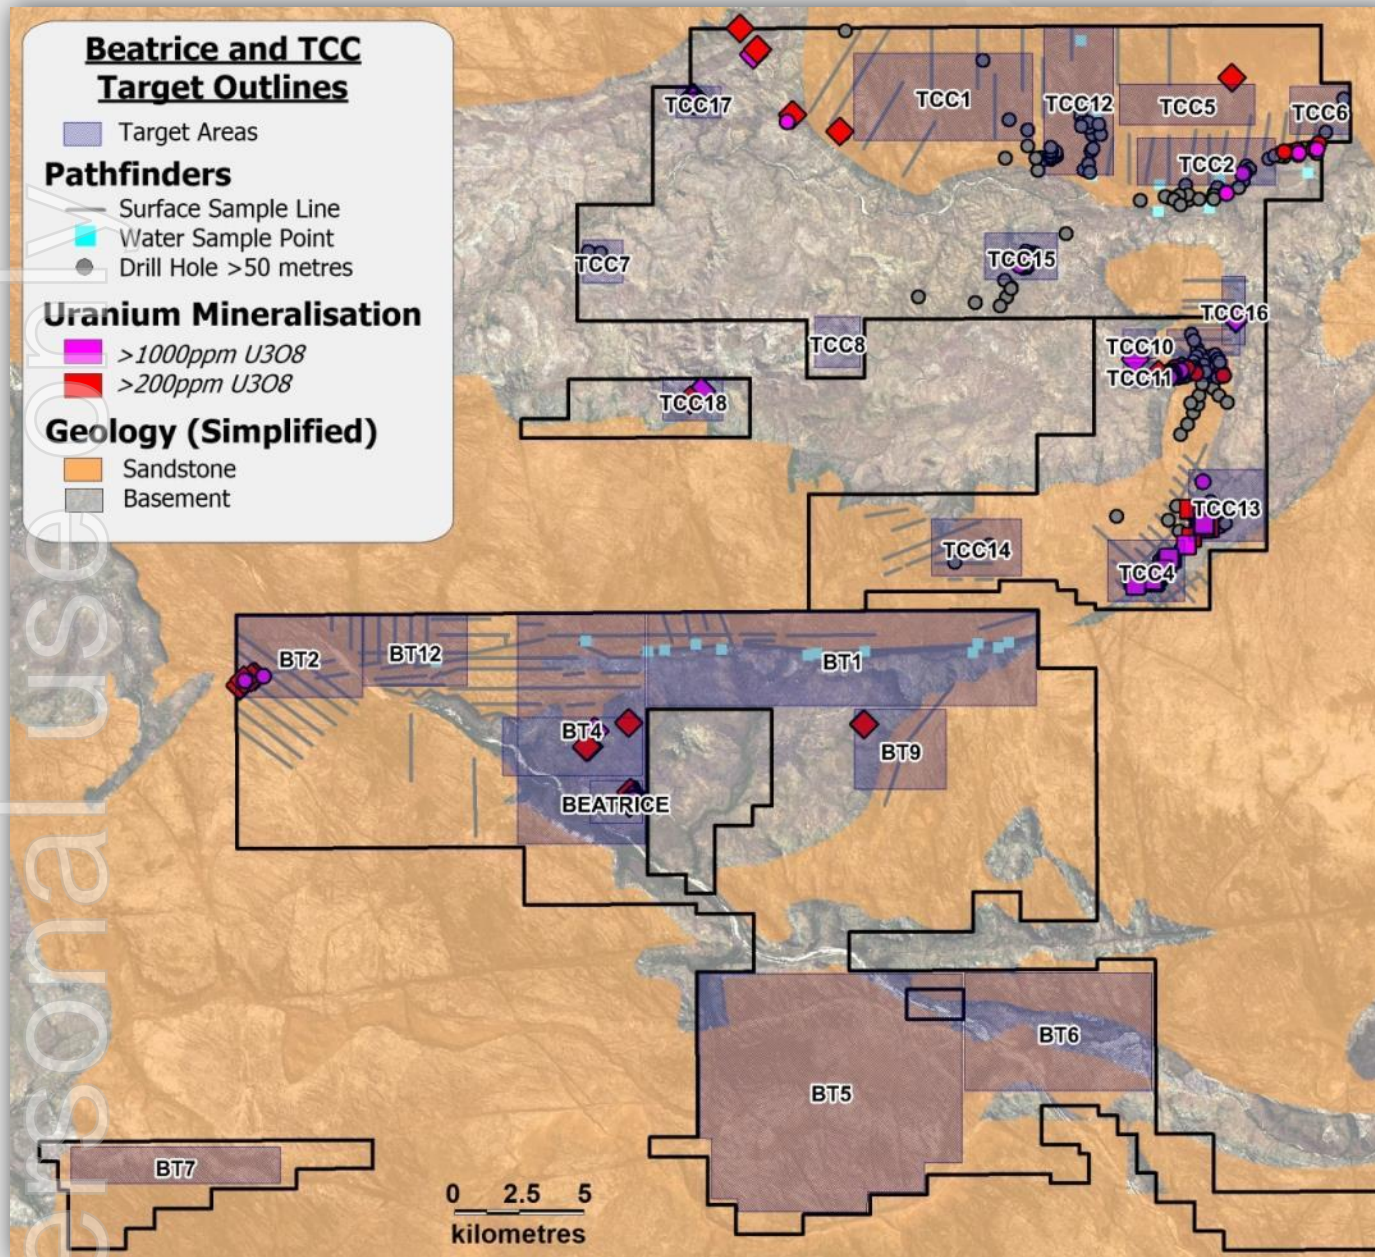 Beatrice and TCC
Target Outlines
Target Areas
Pathfinders
Surface Sample Line
Water Sample Point
Drill Hole >50 metres
Uranium Mineralisation
>1000ppm U3O8
>200ppm U3O8
Geology (Simplified)
Sandstone
Basement
ersonal use only
TCC17
TCC1
TCC12
TCC5
TCC6
TCC2
TCC7
TCC15
TCC16
TCC8
TCC10
TCC11
TCC18
TCC13
TCC14
TCC4
BT2
BT12
BT1
BT4
BT9
BEATRICE
BT6
BT5
BT7
0 2.5 5
kilometres